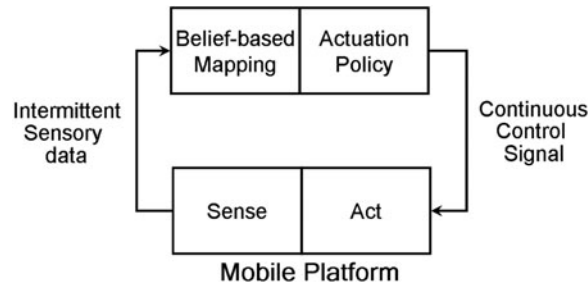 Belief-based
Mapping
Actuation
Policy
Intermittent
Sensory
data
Continuous
Control
Signal
Sense
Act
Mobile Platform